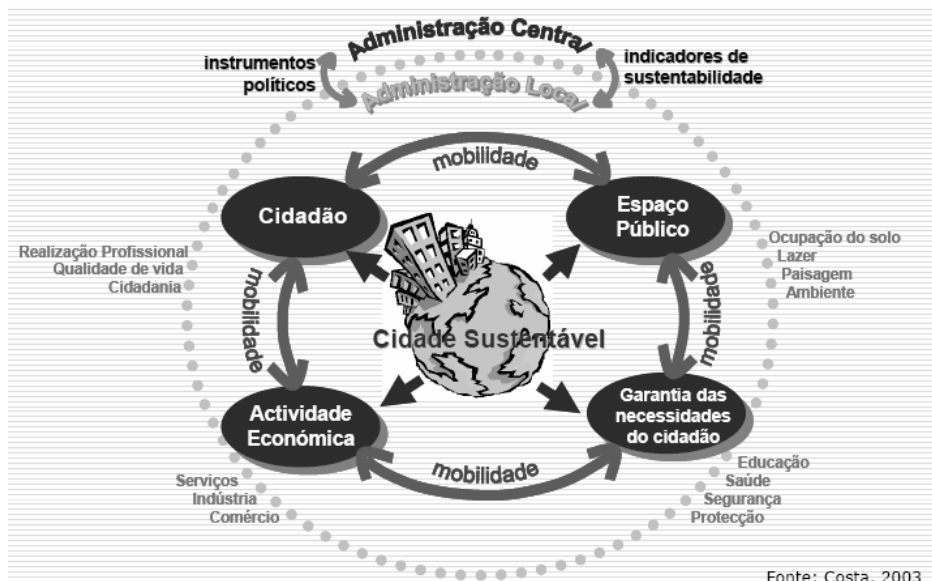 Administração Central
instrumentos
políticos
indicadores de
sustentabilidade
Administração Local
mobilidade
Cidadão
Espaço
Público
Realização Profissional
Qualidade de vida
Cidadania
Ocupação do solo
Lazer
Paisagem
Ambiente
mobilidade
mobilidade
Cidade Sustentável
Actividade
Económica
Garantia das
necessidades
do cidadão
mobilidade
Serviços
Indústria
Comércio
Educação
Saúde
Segurança
Protecção
Fonte: Costa, 2003